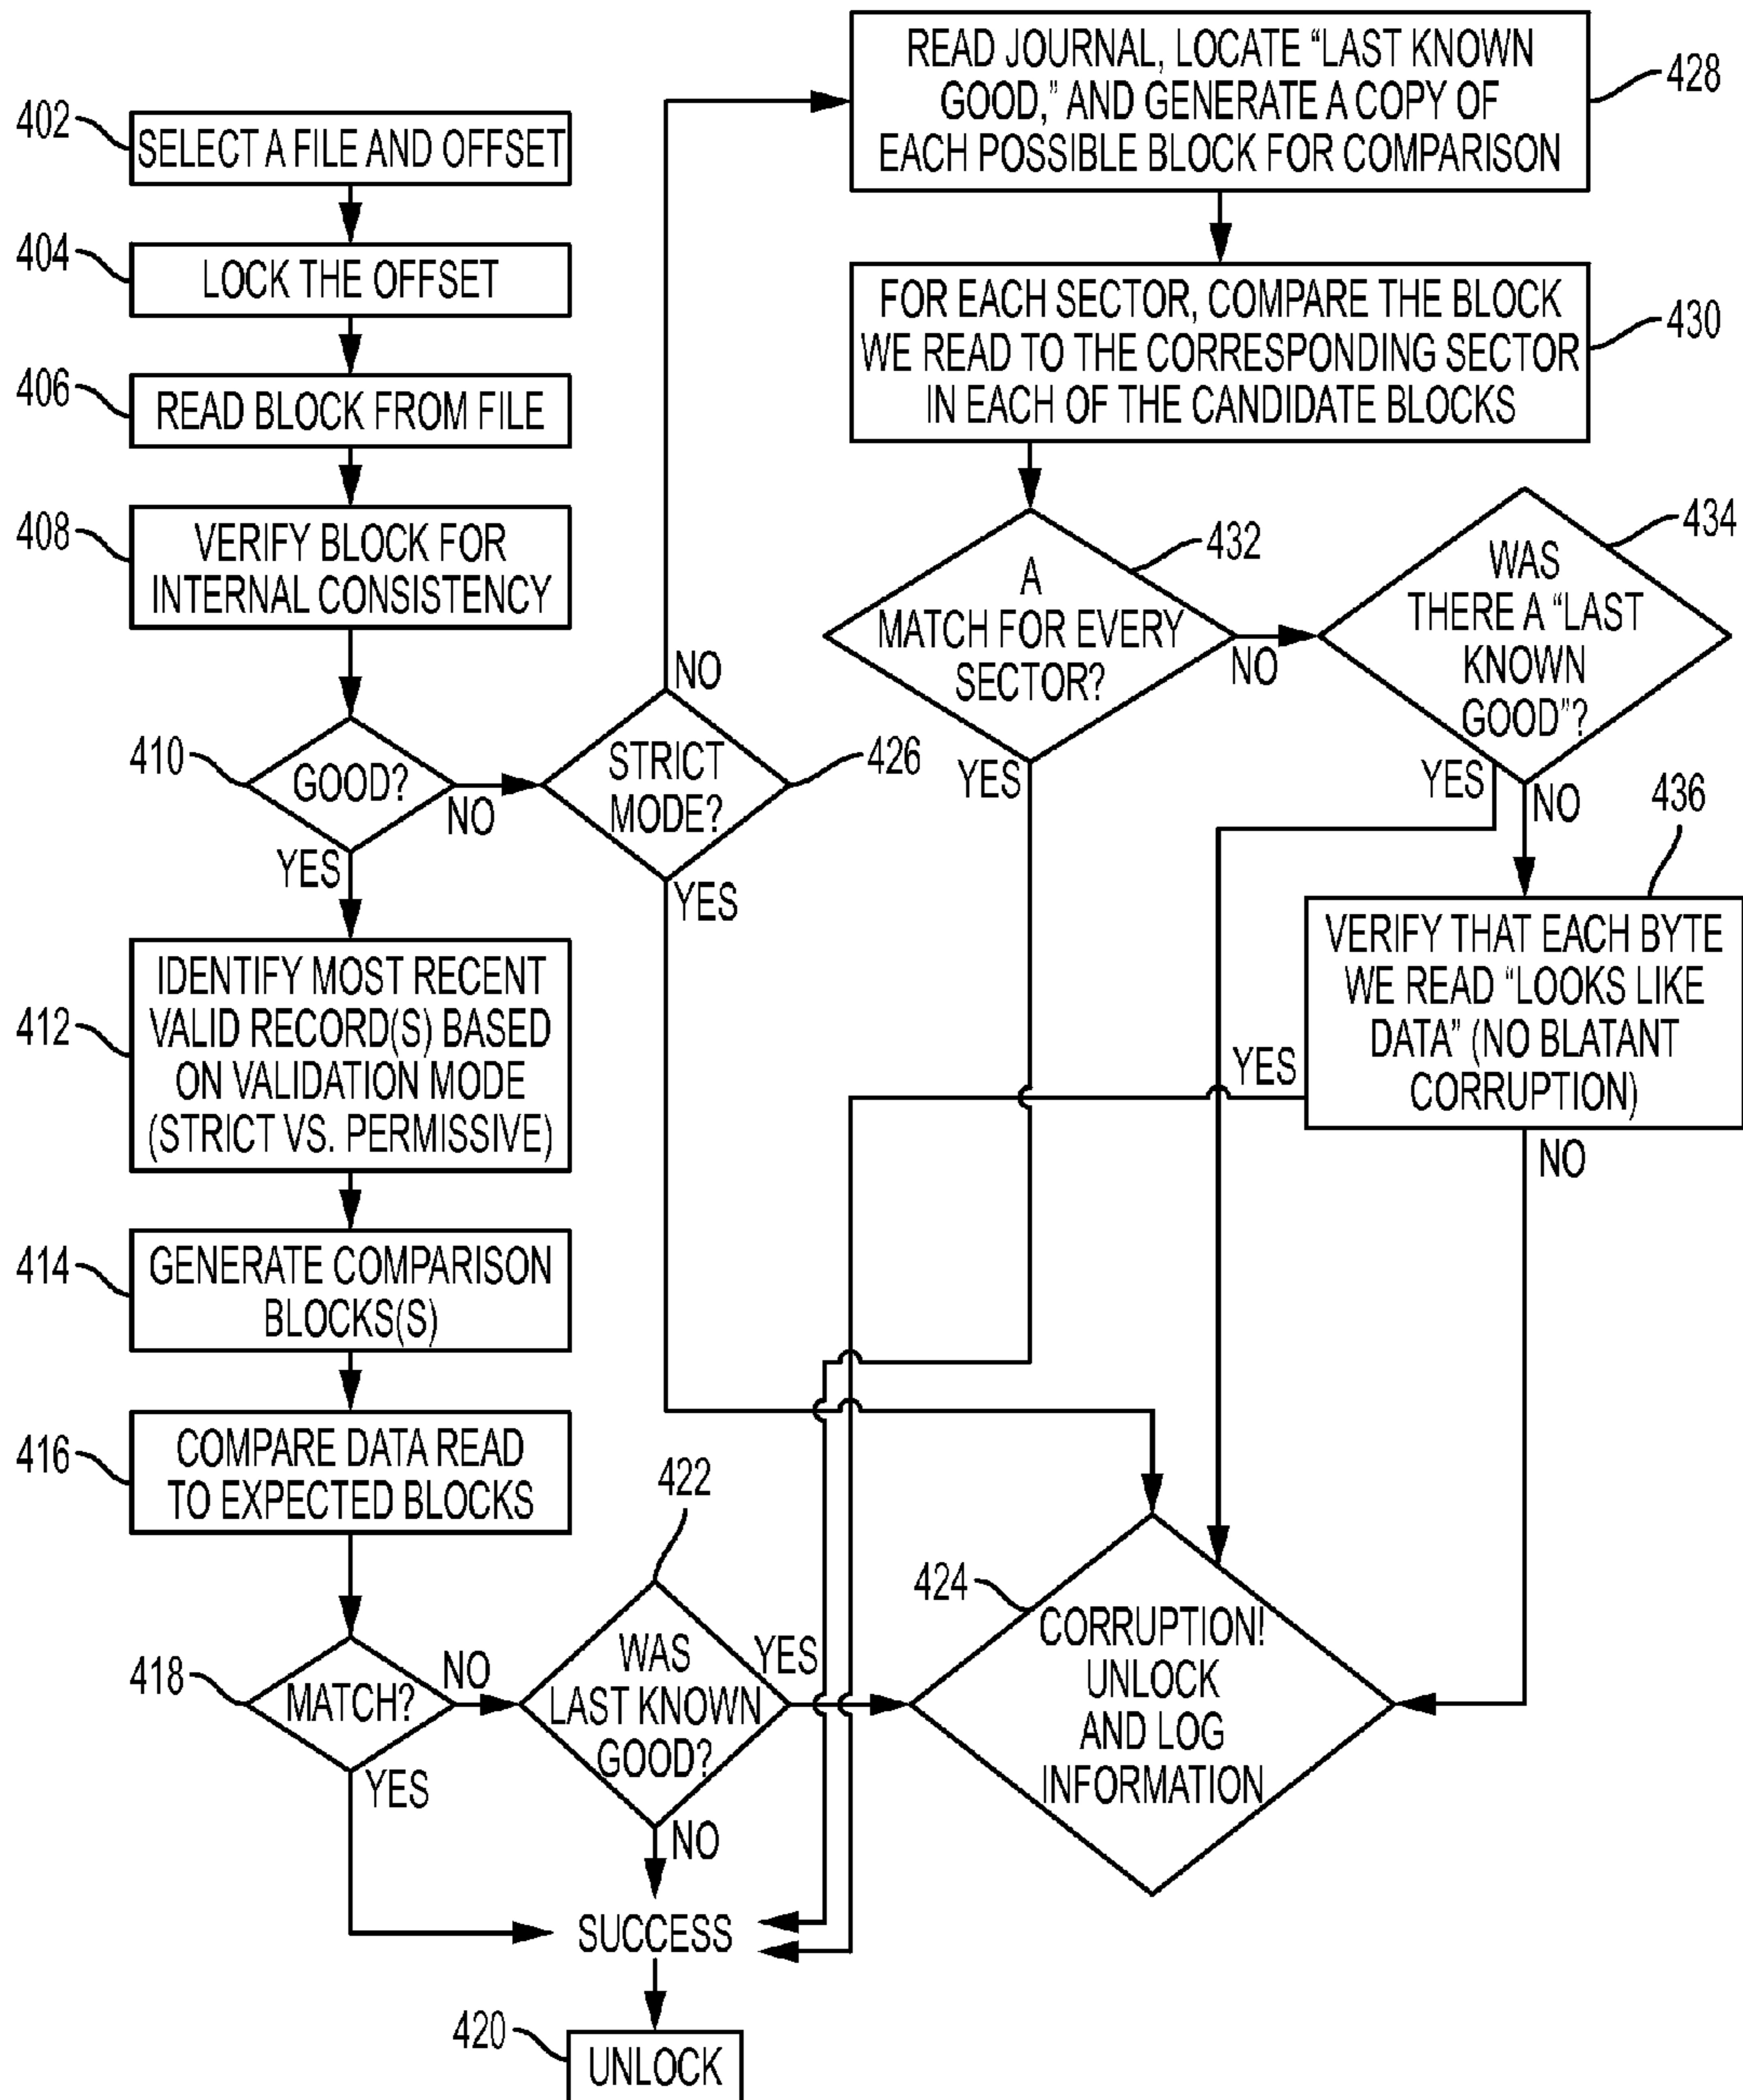 402
SELECT A FILE AND OFFSET
404
LOCK THE OFFSET
406
READ BLOCK FROM FILE
408
VERIFY BLOCK FOR
INTERNAL CONSISTENCY
410
GOOD?
NO
YES
412
IDENTIFY MOST RECENT
VALID RECORD(S) BASED
ON VALIDATION MODE
(STRICT VS. PERMISSIVE)
414
GENERATE COMPARISON
BLOCKS(S)
416
COMPARE DATA READ
TO EXPECTED BLOCKS
418
MATCH?
NO
YES
422
WAS
LAST KNOWN
GOOD?
YES
NO
SUCCESS
420
UNLOCK
424
CORRUPTION!
UNLOCK
AND LOG
INFORMATION
426
STRICT
MODE?
NO
YES
428
READ JOURNAL, LOCATE “LAST KNOWN
GOOD,” AND GENERATE A COPY OF
EACH POSSIBLE BLOCK FOR COMPARISON
430
FOR EACH SECTOR, COMPARE THE BLOCK
WE READ TO THE CORRESPONDING SECTOR
IN EACH OF THE CANDIDATE BLOCKS
432
A
MATCH FOR EVERY
SECTOR?
NO
YES
434
WAS
THERE A “LAST
KNOWN
GOOD”?
YES
NO
436
VERIFY THAT EACH BYTE
WE READ “LOOKS LIKE
DATA” (NO BLATANT
CORRUPTION)
YES
NO